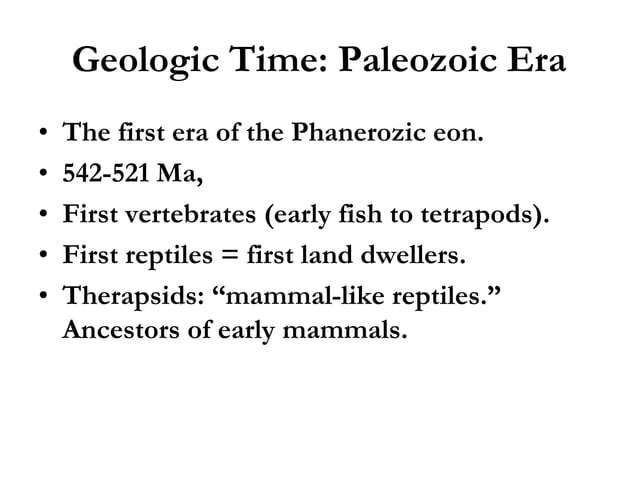 Geologic Time: Paleozoic Era
• The first era of the Phanerozic eon.
• 542-521 Ma,
• First vertebrates (early fish to tetrapods).
• First reptiles = first land dwellers.
• Therapsids: “mammal-like reptiles.”
Ancestors of early mammals.